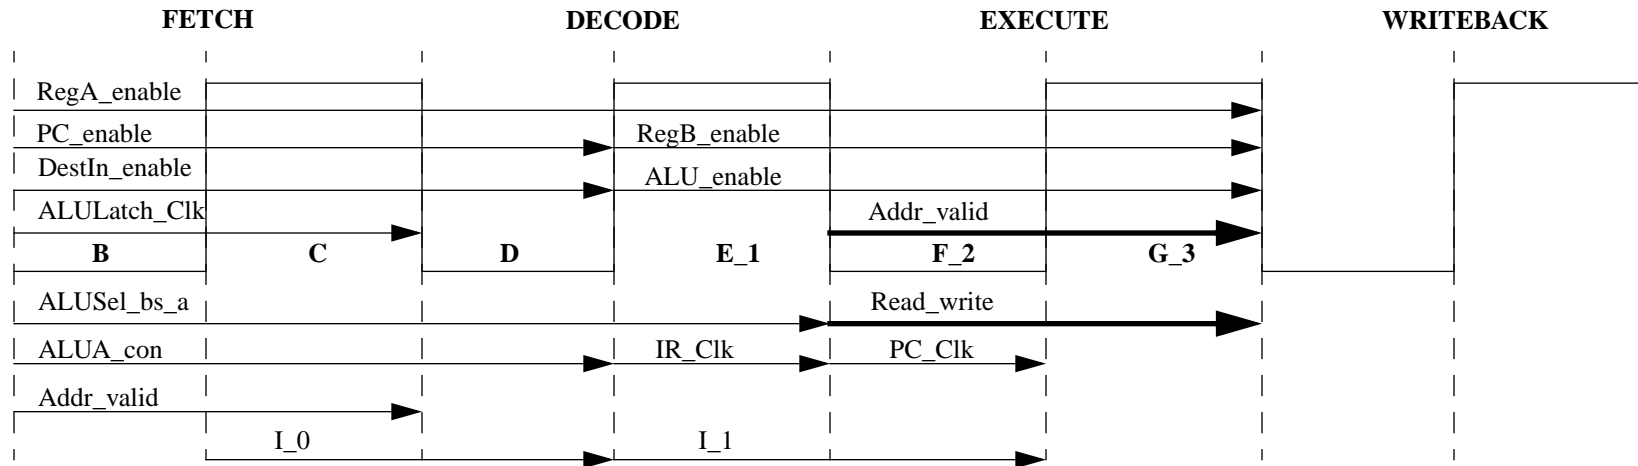 FETCH DECODE EXECUTE WRITEBACK
RegA_enable
PC_enable RegB_enable
DestIn_enable ALU_enable
ALULatch_Clk Addr_valid
B C D E_1 F_2 G_3
ALUSel_bs_a Read_write
ALUA_con IR_Clk PC_Clk
Addr_valid
I_0 I_1